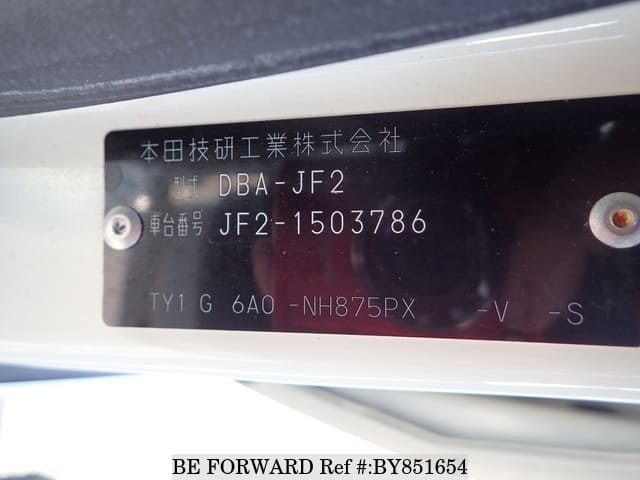 本田技研工業株式会社
型式 DBA-JF2
車台番号 JF2-1503786
TY1 G 6A0 -NH875PX -V -S
BE FORWARD Ref #:BY851654